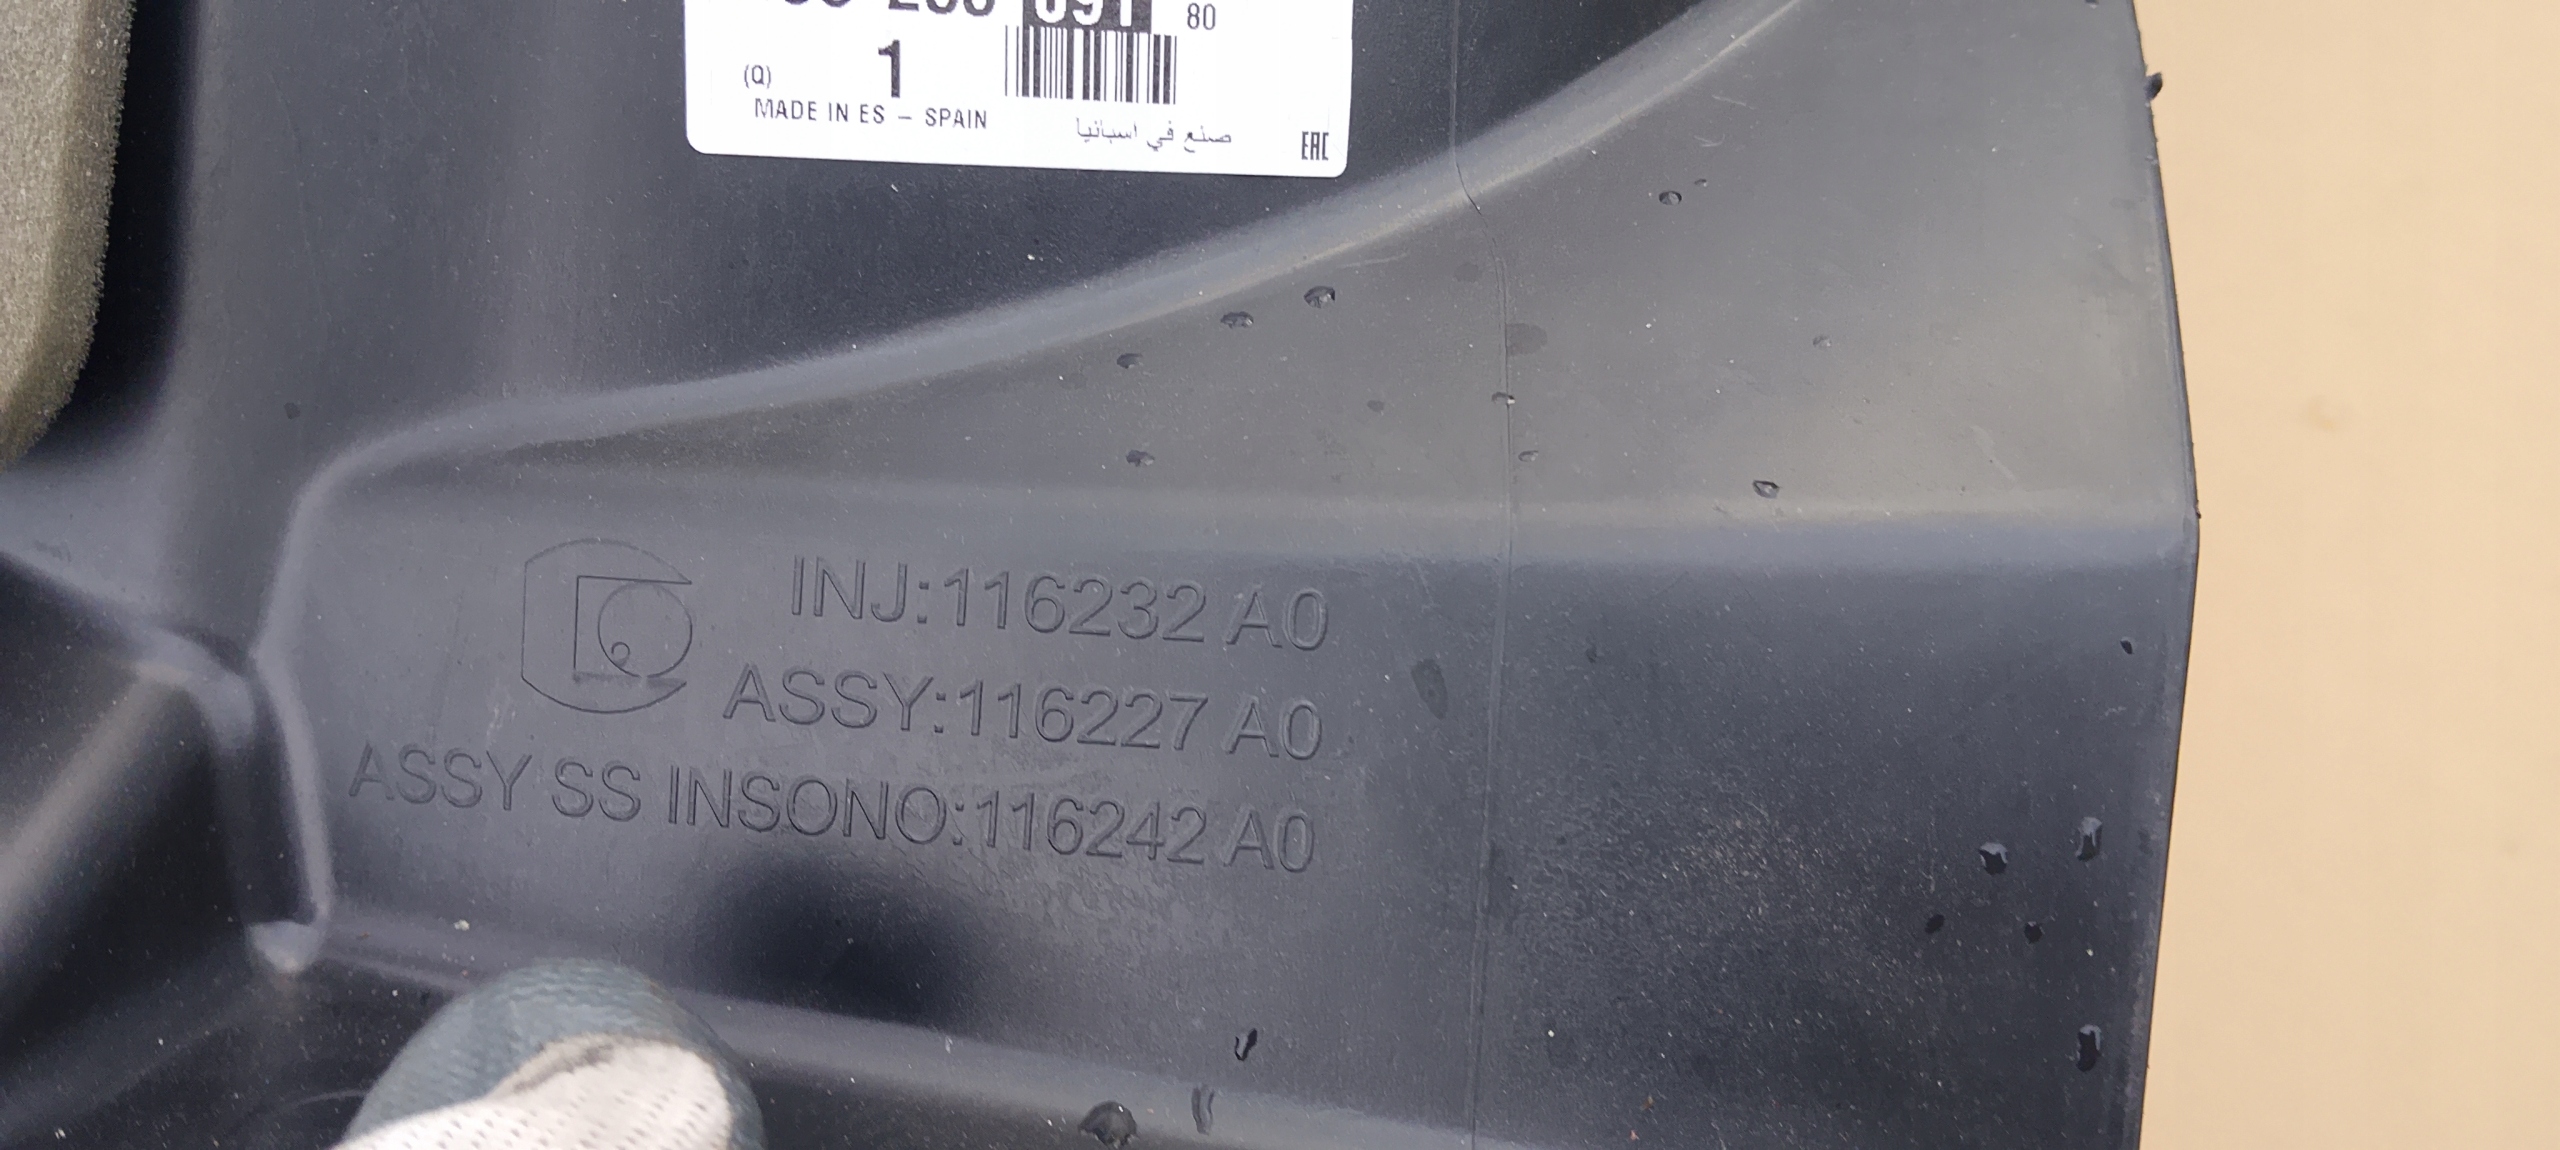 091 80
(Q) 1
MADE IN ES – SPAIN صنع في اسبانيا EAC
INJ:116232 A0
ASSY:116227 A0
ASSY SS INSONO:116242 A0